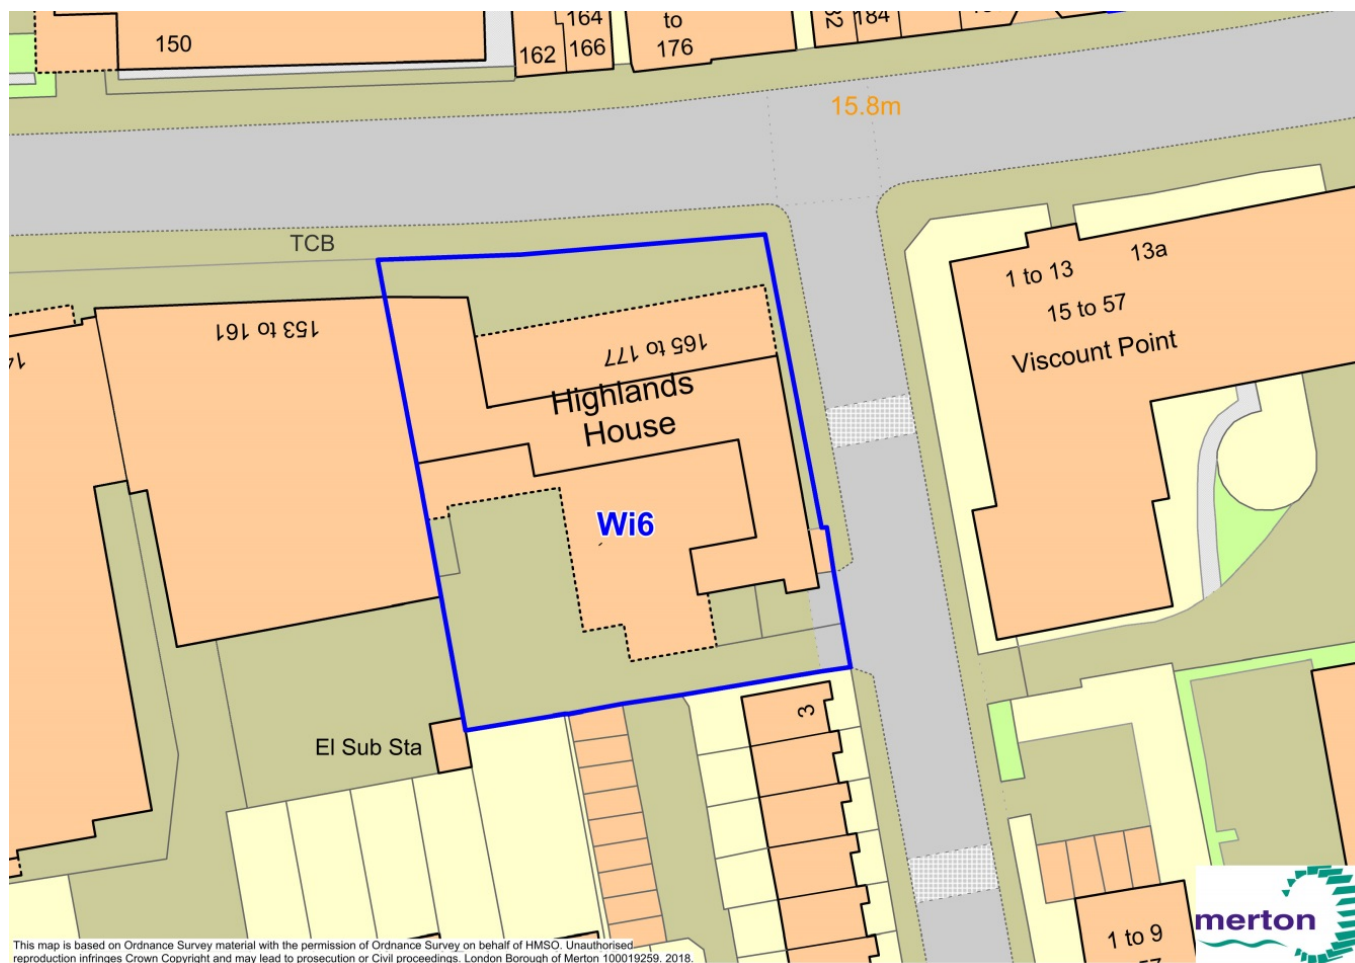 150
162
164
166
to
176
184
15.8m
TCB
153 to 161
165 to 177
Highlands
House
Wi6
1 to 13
13a
15 to 57
Viscount Point
El Sub Sta
3
merton
1 to 9
This map is based on Ordnance Survey material with the permission of Ordnance Survey on behalf of HMSO. Unauthorised
reproduction infringes Crown Copyright and may lead to prosecution or Civil proceedings. London Borough of Merton 100019259. 2018.